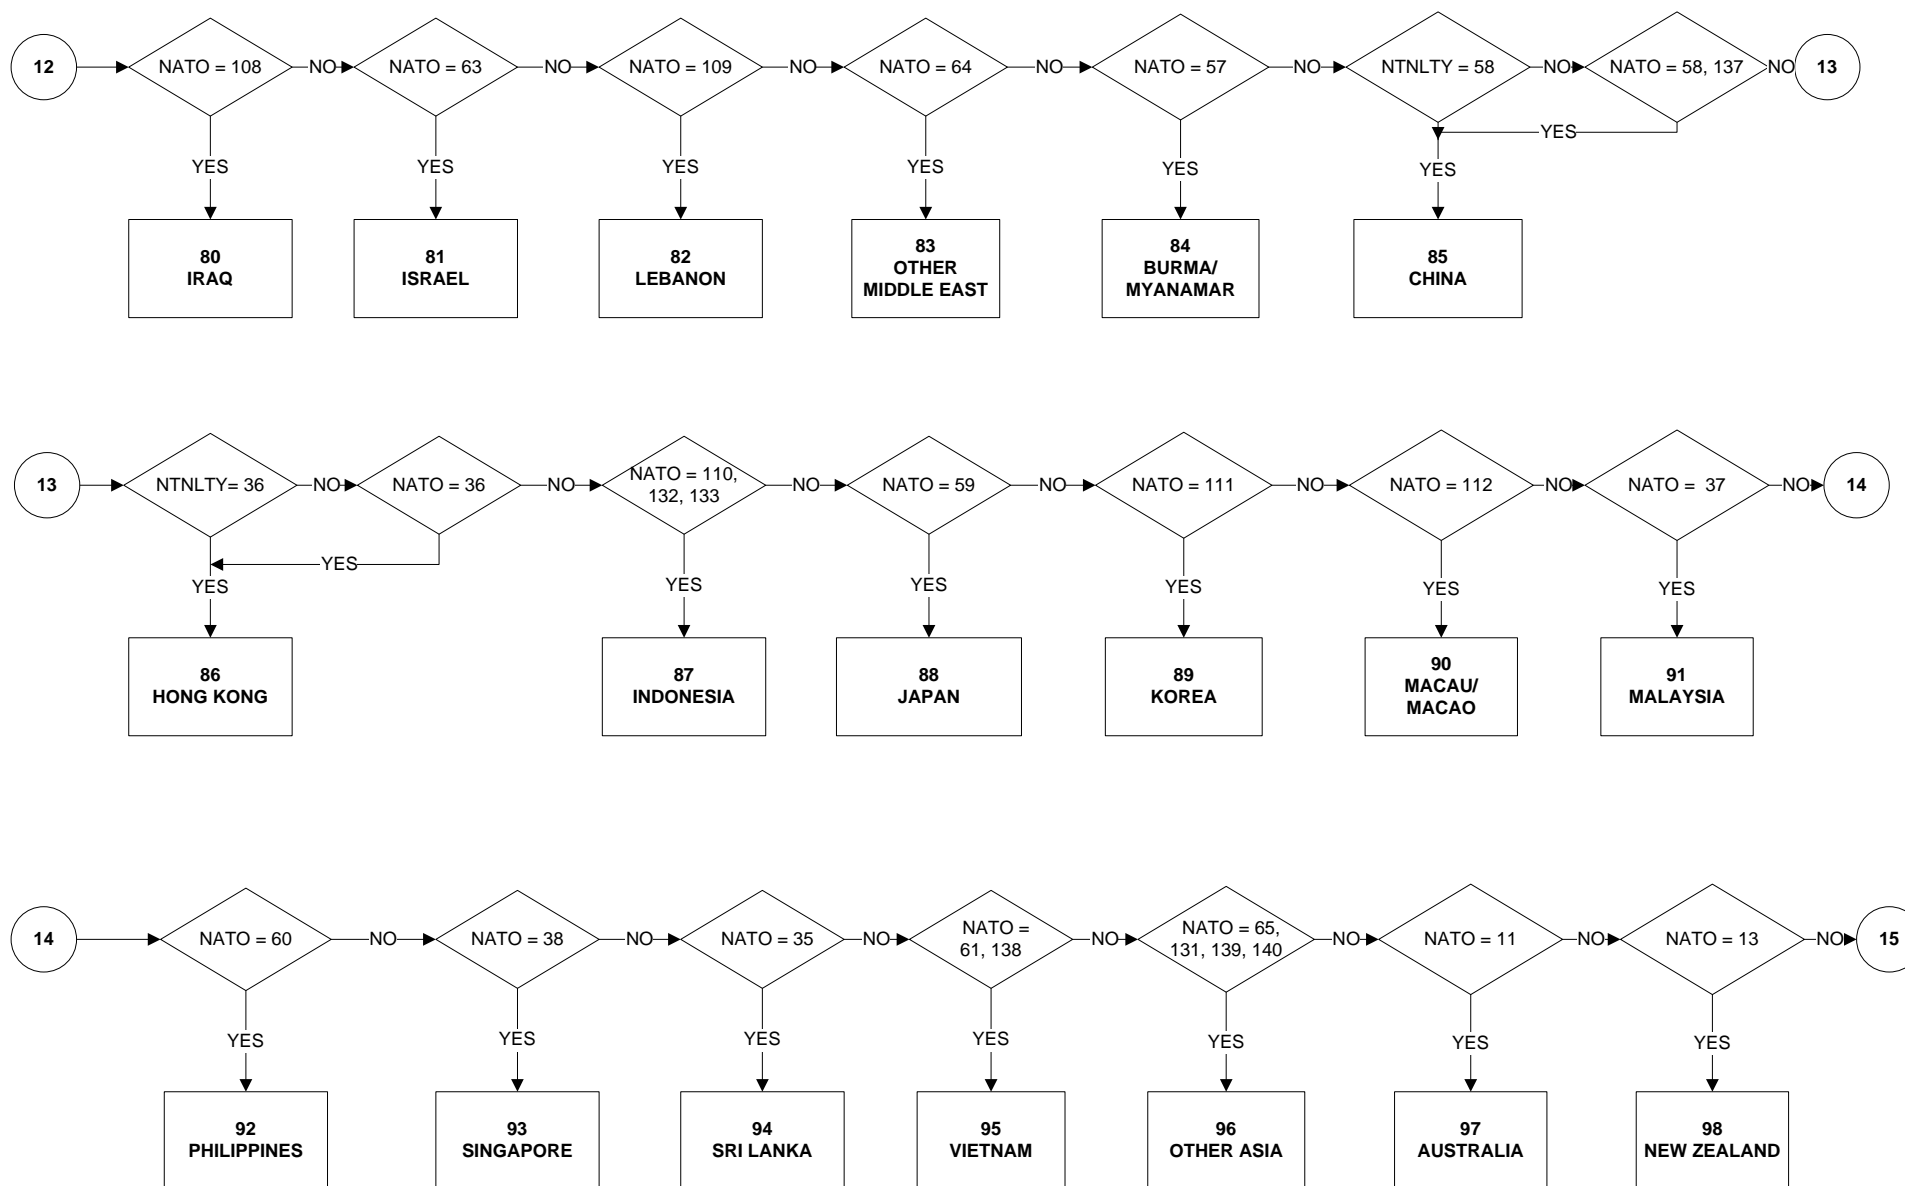 12
NATO = 108
NO
NATO = 63
NO
NATO = 109
NO
NATO = 64
NO
NATO = 57
NO
NTNLTY = 58
NO
NATO = 58, 137
NO
13
YES
YES
YES
YES
YES
YES
YES
80
IRAQ
81
ISRAEL
82
LEBANON
83
OTHER
MIDDLE EAST
84
BURMA/
MYANAMAR
85
CHINA
13
NTNLTY= 36
NO
NATO = 36
NO
NATO = 110,
132, 133
NO
NATO = 59
NO
NATO = 111
NO
NATO = 112
NO
NATO = 37
NO
14
YES
YES
YES
YES
YES
YES
YES
86
HONG KONG
87
INDONESIA
88
JAPAN
89
KOREA
90
MACAU/
MACAO
91
MALAYSIA
14
NATO = 60
NO
NATO = 38
NO
NATO = 35
NO
NATO =
61, 138
NO
NATO = 65,
131, 139, 140
NO
NATO = 11
NO
NATO = 13
NO
15
YES
YES
YES
YES
YES
YES
YES
92
PHILIPPINES
93
SINGAPORE
94
SRI LANKA
95
VIETNAM
96
OTHER ASIA
97
AUSTRALIA
98
NEW ZEALAND